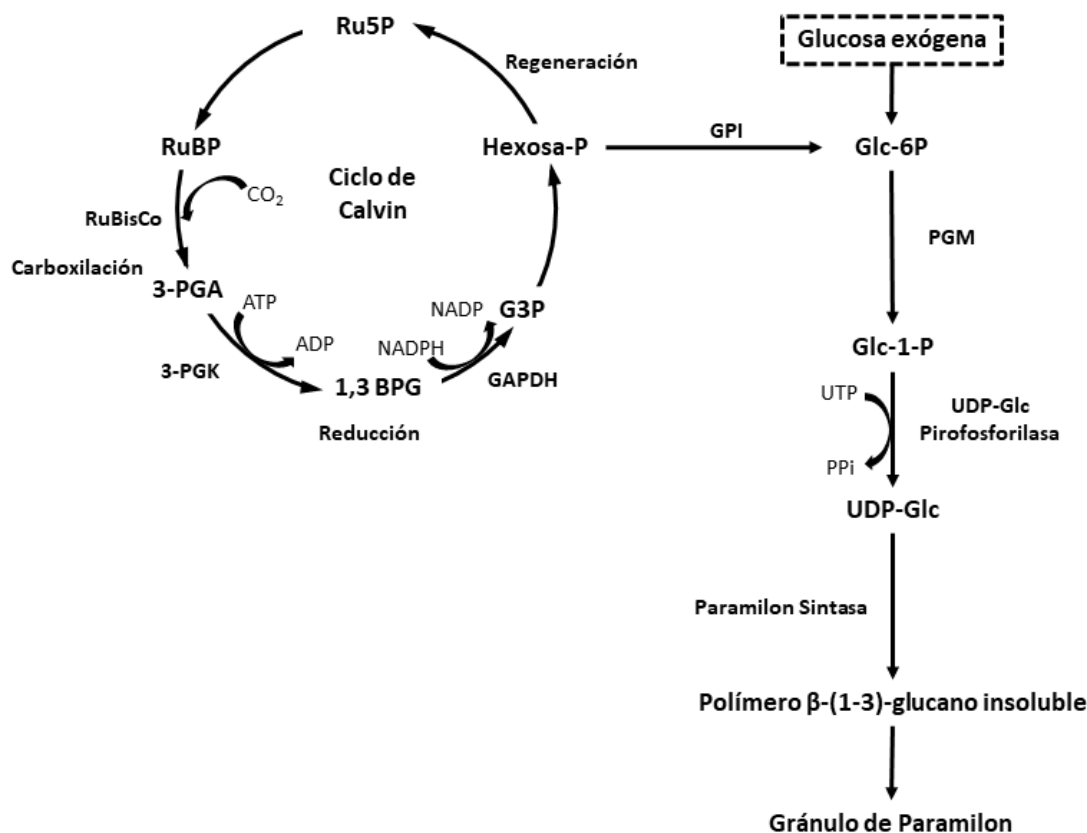 Ru5P
Glucosa exógena
Regeneración
RuBP
Hexosa-P
GPI
Glc-6P
Ciclo de
Calvin
CO₂
RuBisCo
PGM
Carboxilación
3-PGA
ATP
NADP
G3P
ADP
NADPH
Glc-1-P
3-PGK
1,3 BPG
GAPDH
UTP
UDP-Glc
Pirofosforilasa
Reducción
PPi
UDP-Glc
Paramilon Sintasa
Polímero β-(1-3)-glucano insoluble
Gránulo de Paramilon